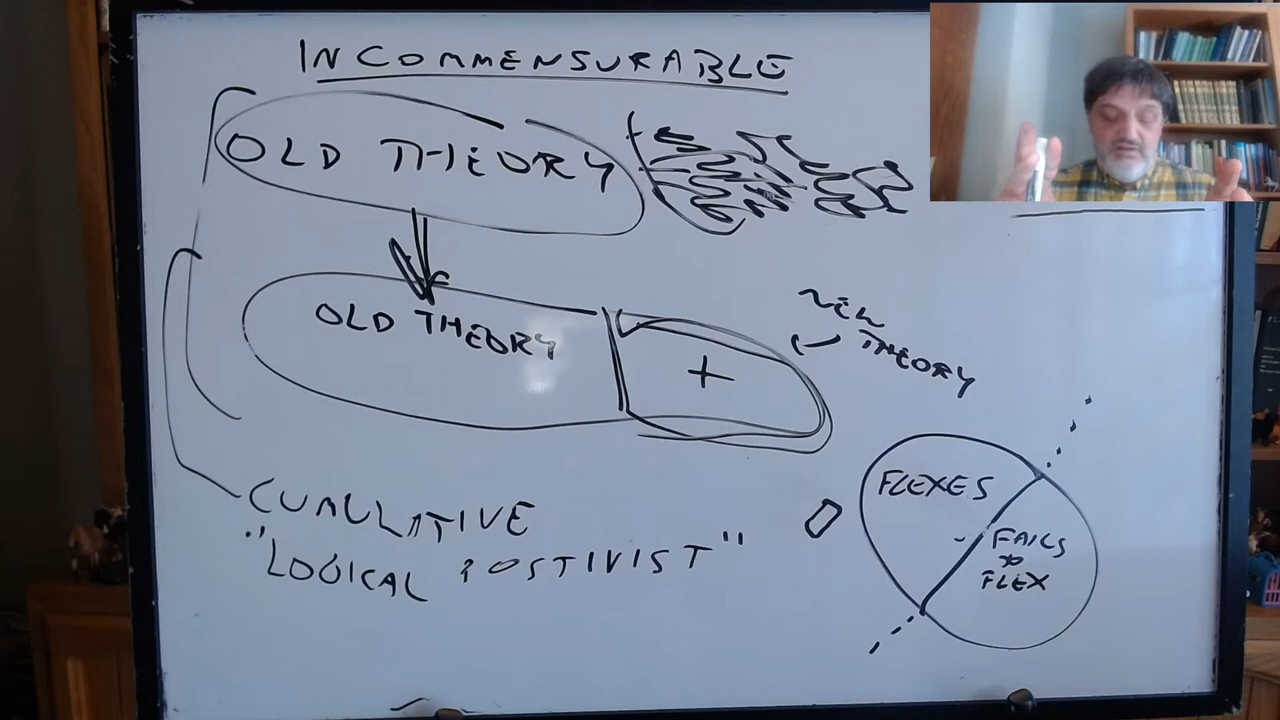 INCOMMENSURABLE
OLD THEORY
OLD THEORY
+
NEW
THEORY
CUMULATIVE
"LOGICAL POSTIVIST"
FLEXES
FAILS
TO
FLEX